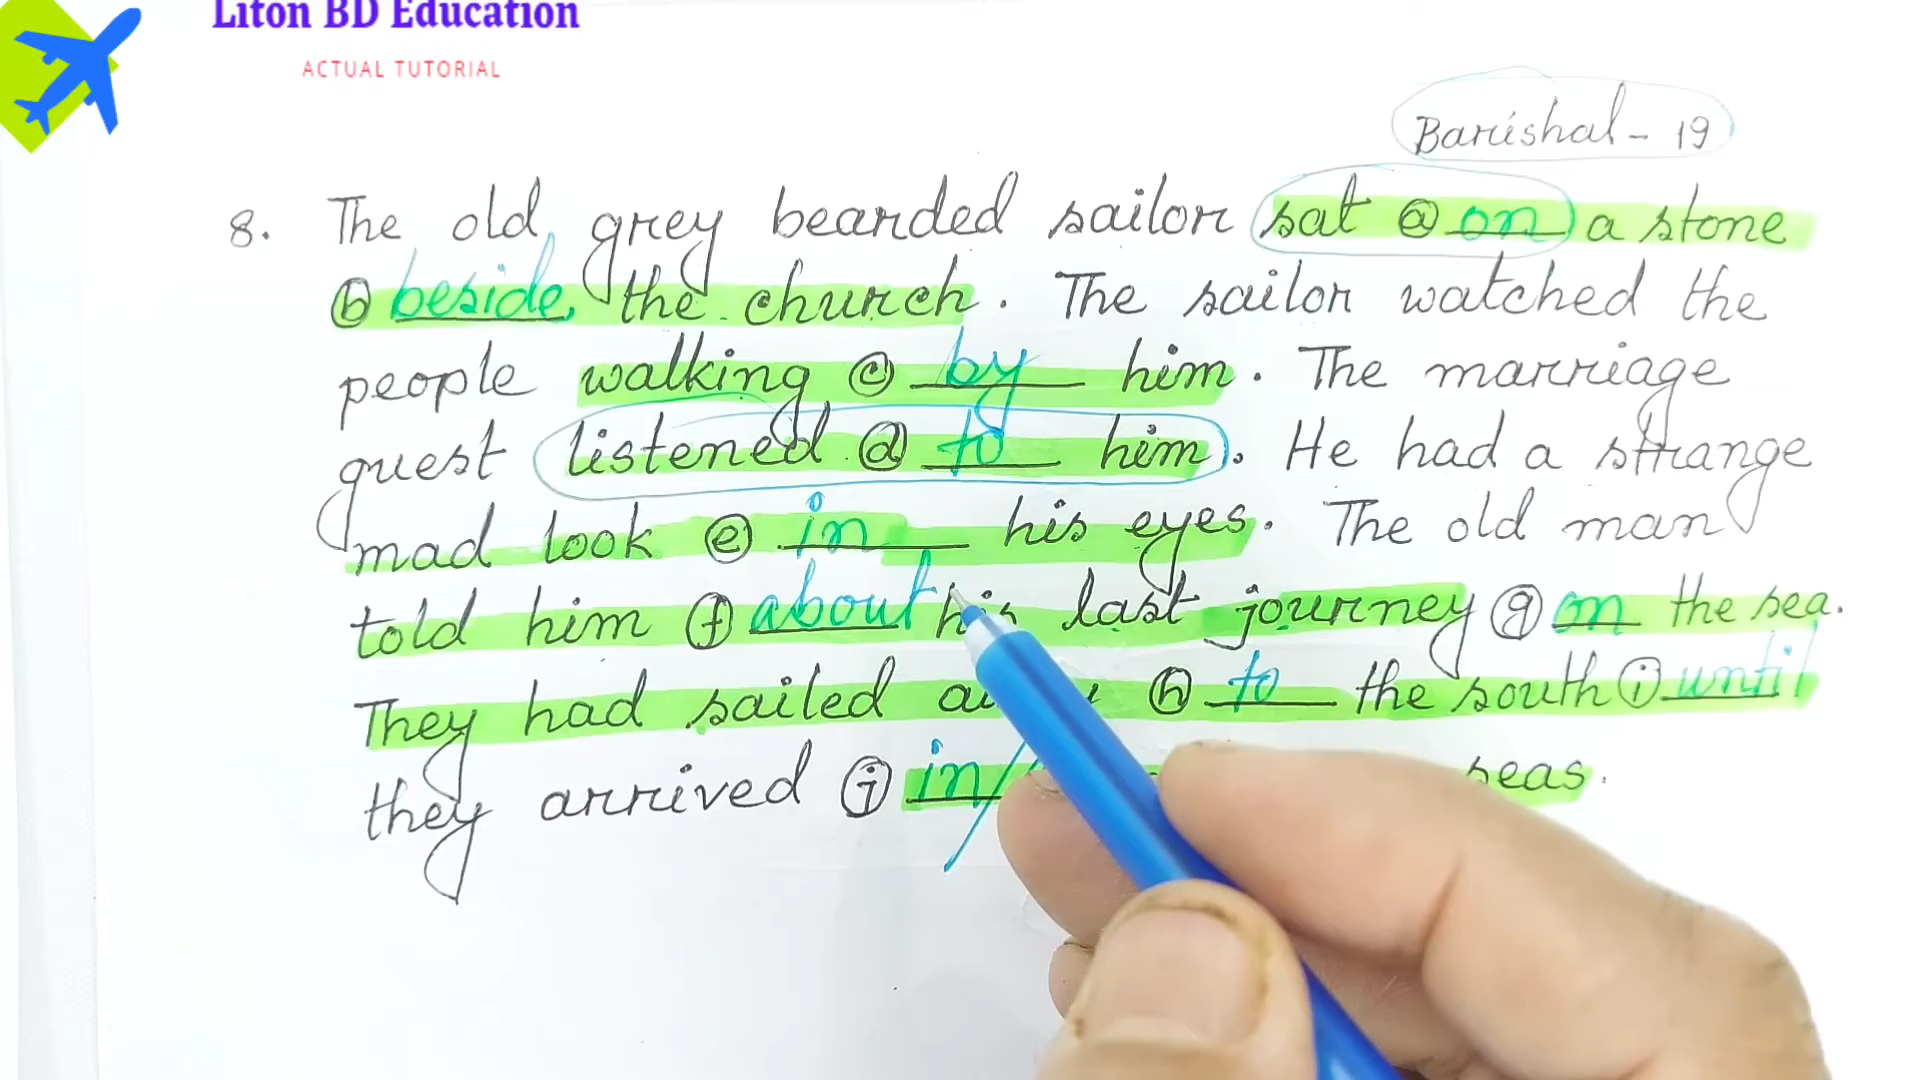 Liton BD Education
ACTUAL TUTORIAL
Barishal - 19
8. The old grey bearded sailor sat ⓐ on a stone
ⓑ beside the church. The sailor watched the
people walking ⓒ by him. The marriage
guest listened ⓓ to him. He had a strange
mad look ⓔ in his eyes. The old man
told him ⓕ about his last journey ⓖ on the sea.
They had sailed ⓗ to the south ⓘ until
they arrived ⓙ in/ seas.